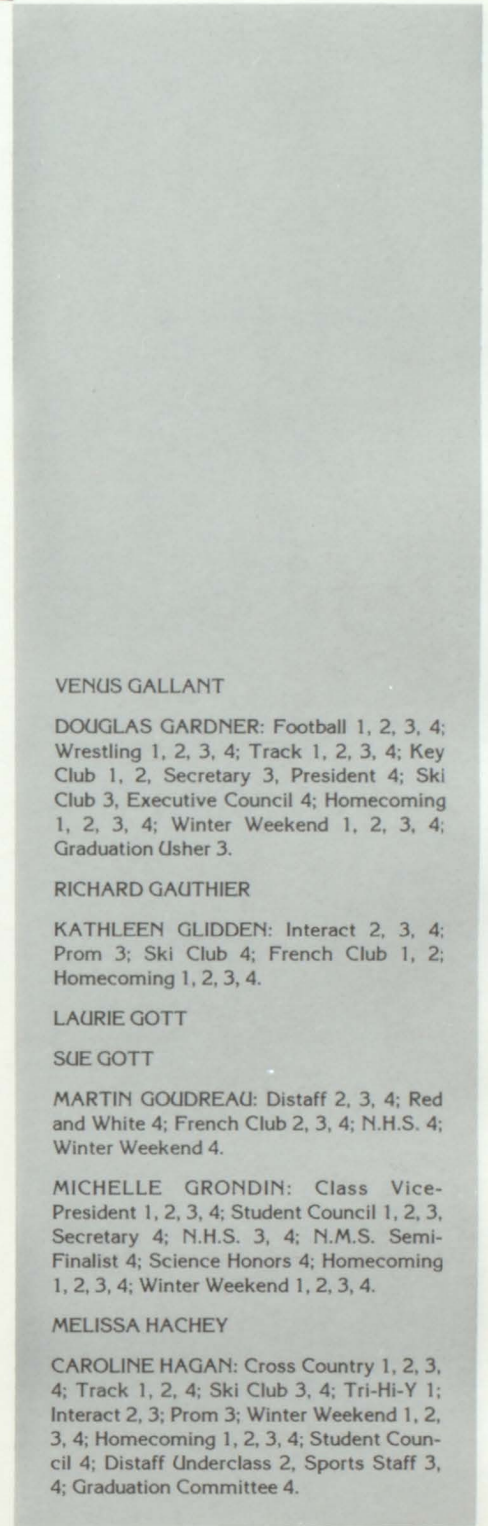 VENUS GALLANT
DOUGLAS GARDNER: Football 1, 2, 3, 4;
Wrestling 1, 2, 3, 4; Track 1, 2, 3, 4; Key
Club 1, 2, Secretary 3, President 4; Ski
Club 3, Executive Council 4; Homecoming
1, 2, 3, 4; Winter Weekend 1, 2, 3, 4;
Graduation Usher 3.
RICHARD GAUTHIER
KATHLEEN GLIDDEN: Interact 2, 3, 4;
Prom 3; Ski Club 4; French Club 1, 2;
Homecoming 1, 2, 3, 4.
LAURIE GOTT
SUE GOTT
MARTIN GOUDREAU: Distaff 2, 3, 4; Red
and White 4; French Club 2, 3, 4; N.H.S. 4;
Winter Weekend 4.
MICHELLE GRONDIN: Class Vice-
President 1, 2, 3, 4; Student Council 1, 2, 3,
Secretary 4; N.H.S. 3, 4; N.M.S. Semi-
Finalist 4; Science Honors 4; Homecoming
1, 2, 3, 4; Winter Weekend 1, 2, 3, 4.
MELISSA HACHEY
CAROLINE HAGAN: Cross Country 1, 2, 3,
4; Track 1, 2, 4; Ski Club 3, 4; Tri-Hi-Y 1;
Interact 2, 3; Prom 3; Winter Weekend 1, 2,
3, 4; Homecoming 1, 2, 3, 4; Student Coun-
cil 4; Distaff Underclass 2, Sports Staff 3,
4; Graduation Committee 4.